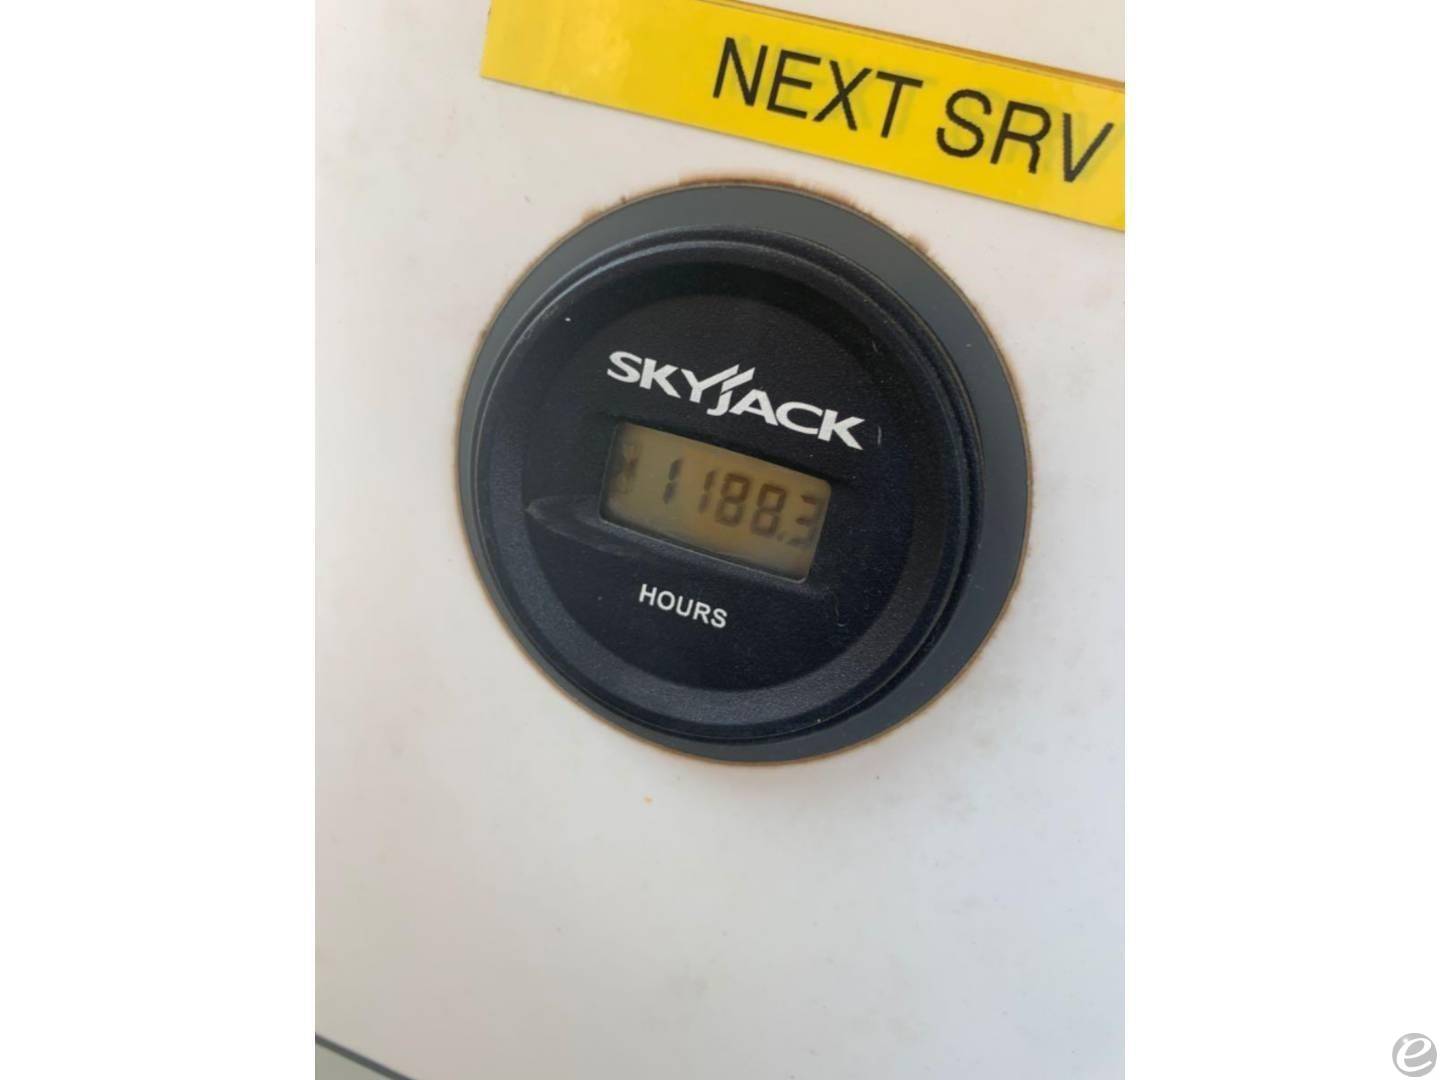 NEXT SRV
SKYJACK
1188.3
HOURS
e